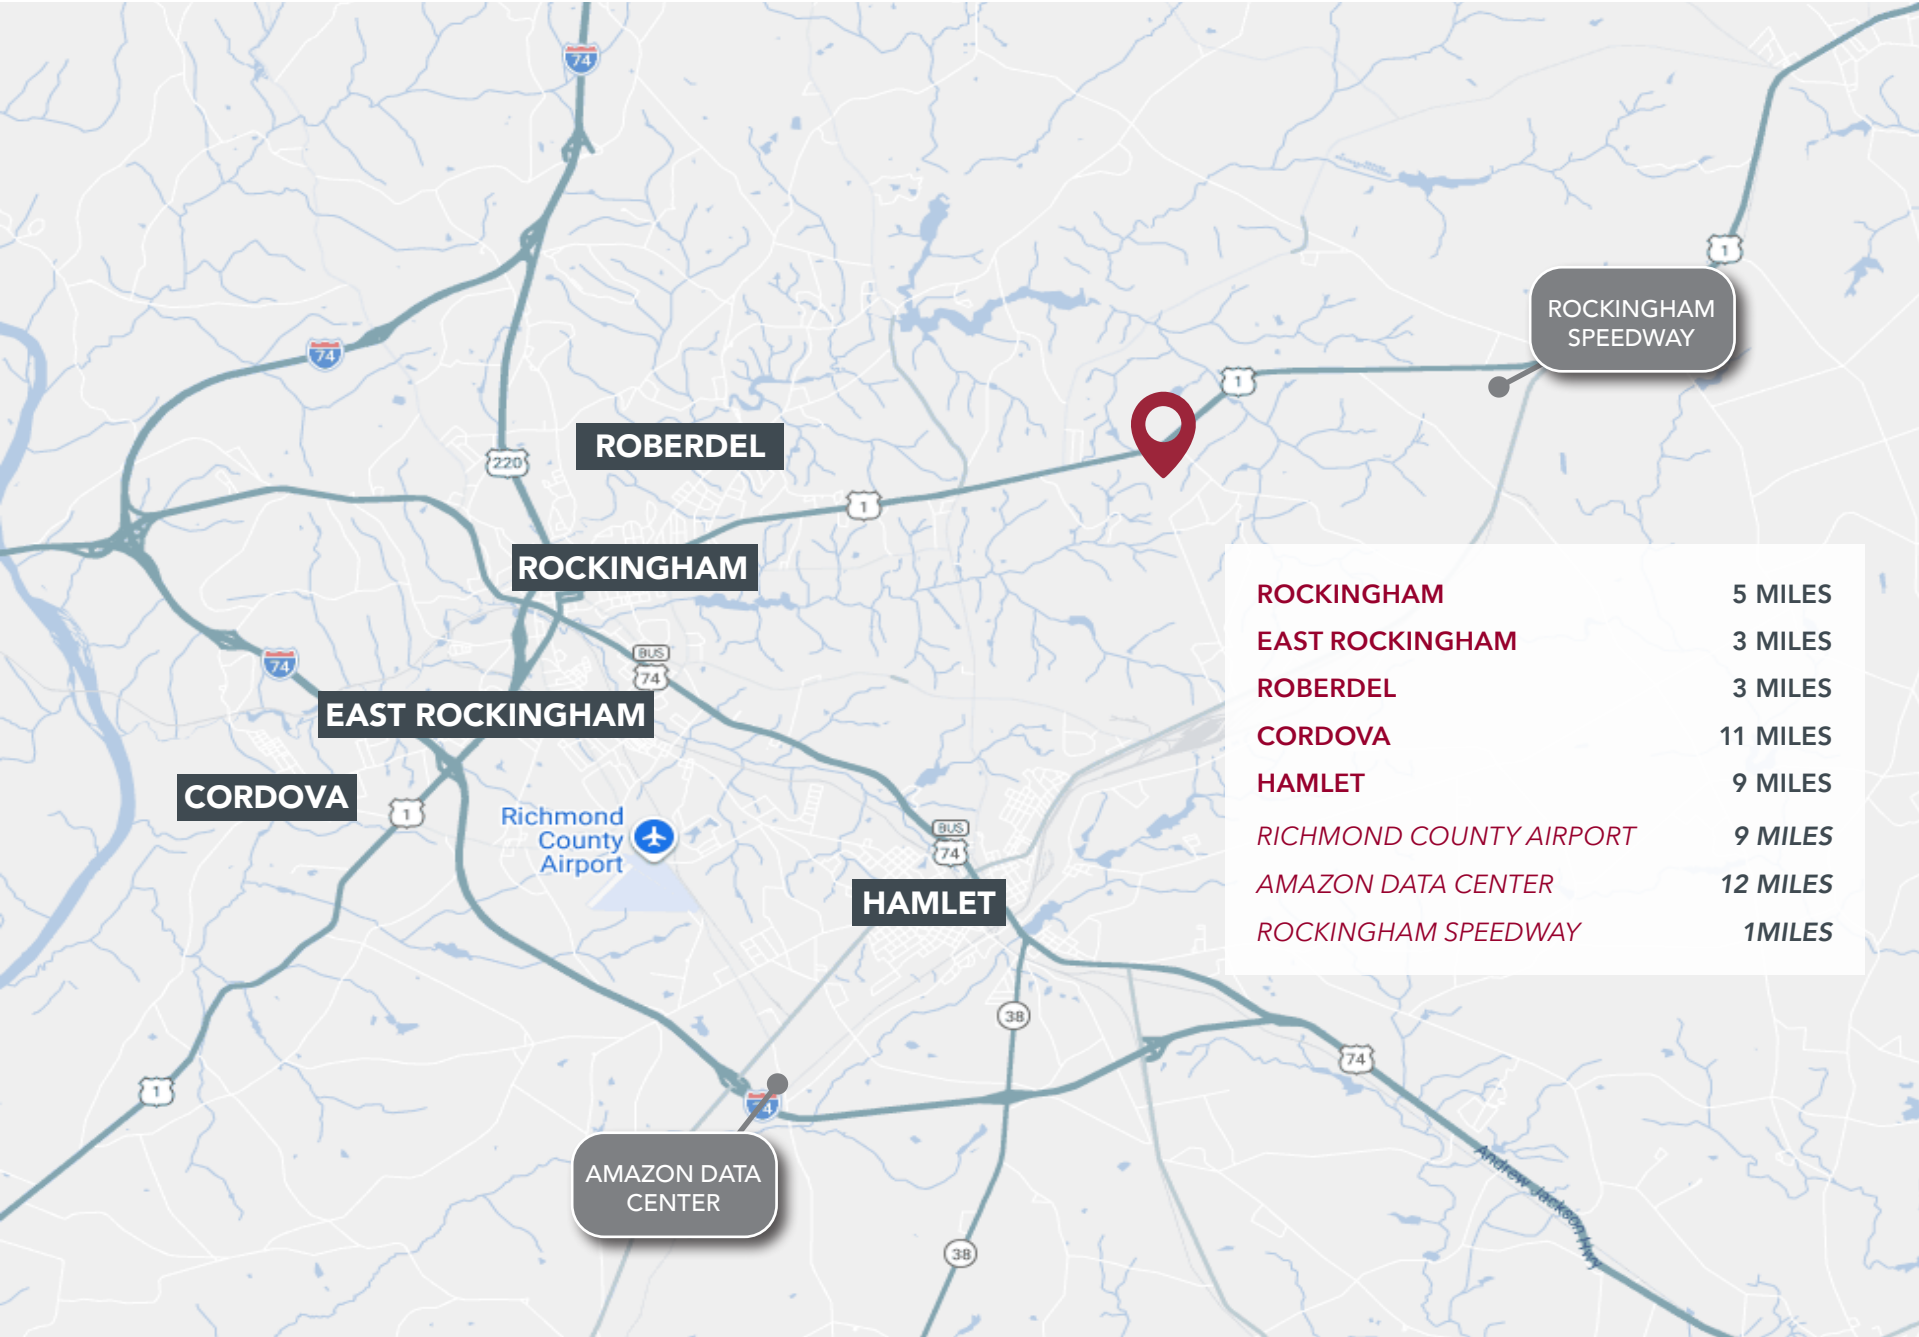 74
ROCKINGHAM
SPEEDWAY
1
74
1
ROBERDEL
220
1
ROCKINGHAM
BUS
74
74
EAST ROCKINGHAM
CORDOVA
1
Richmond
County
Airport
BUS
74
HAMLET
ROCKINGHAM 5 MILES
EAST ROCKINGHAM 3 MILES
ROBERDEL 3 MILES
CORDOVA 11 MILES
HAMLET 9 MILES
RICHMOND COUNTY AIRPORT 9 MILES
AMAZON DATA CENTER 12 MILES
ROCKINGHAM SPEEDWAY 1MILES
38
74
1
74
AMAZON DATA
CENTER
Andrew Jackson Hwy
38